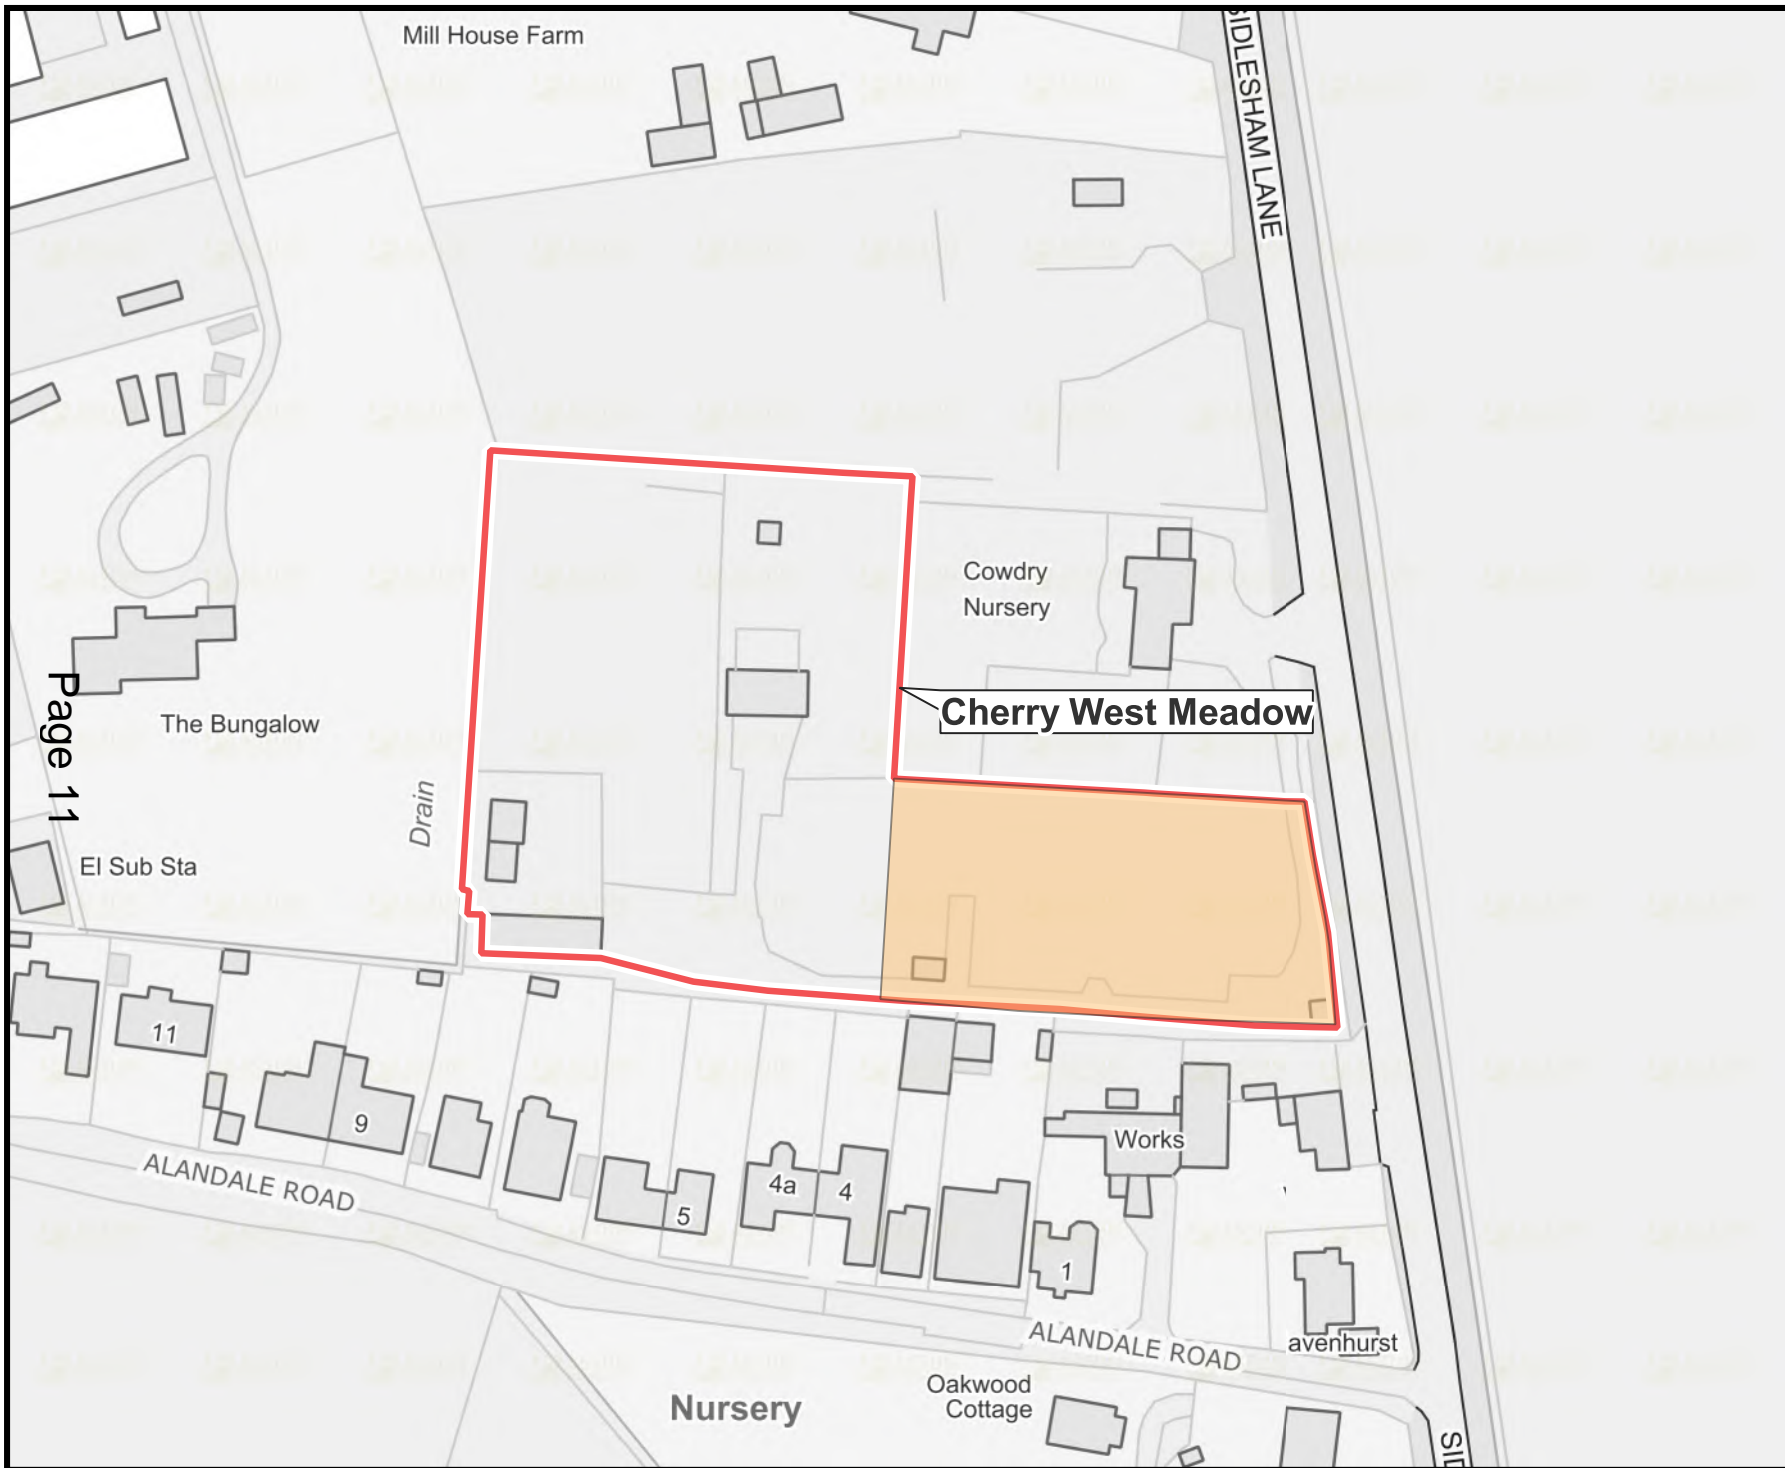 Mill House Farm
SIDLESHAM LANE
Cowdry
Nursery
Cherry West Meadow
Page 11
The Bungalow
Drain
El Sub Sta
11
9
5
4a
4
Works
1
ALANDALE ROAD
ALANDALE ROAD
avenhurst
Oakwood
Cottage
Nursery
SID